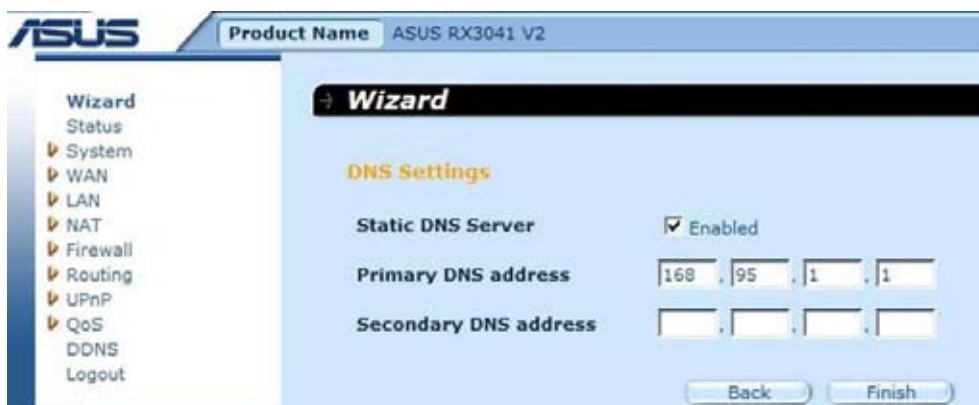 ASUS
Product Name ASUS RX3041 V2
Wizard
Status
System
WAN
LAN
NAT
Firewall
Routing
UPnP
QoS
DDNS
Logout
Wizard
DNS Settings
Static DNS Server Enabled
Primary DNS address 168 . 95 . 1 . 1
Secondary DNS address . . .
Back Finish